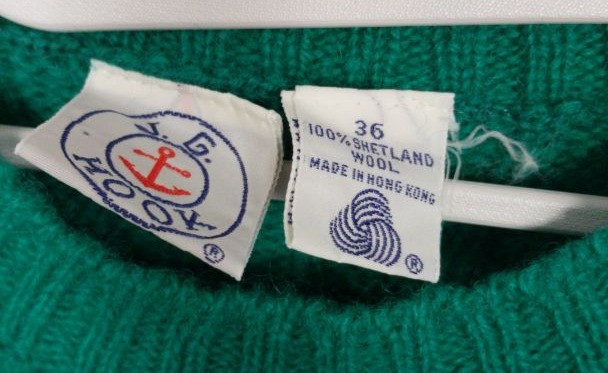 J. G.
HOOK
®
36
100% SHETLAND
WOOL
MADE IN HONG KONG
®